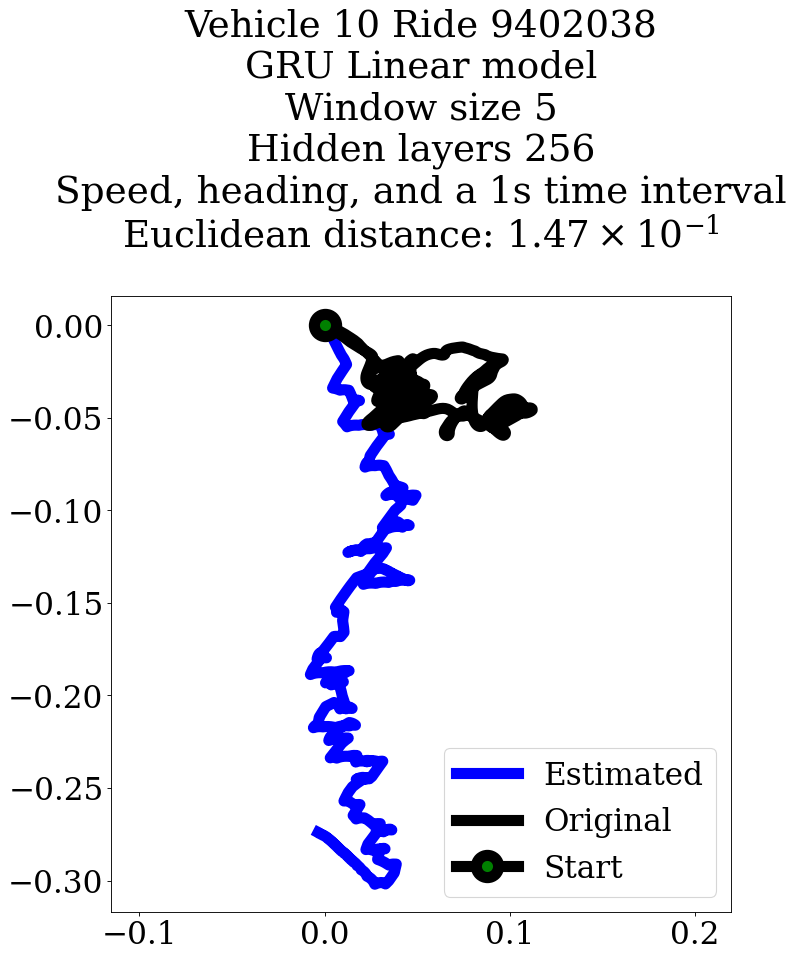 Vehicle 10 Ride 9402038
GRU Linear model
Window size 5
Hidden layers 256
Speed, heading, and a 1s time interval
Euclidean distance: 1.47 × 10⁻¹
0.00
−0.05
−0.10
−0.15
−0.20
−0.25
−0.30
−0.1
0.0
0.1
0.2
Estimated
Original
Start